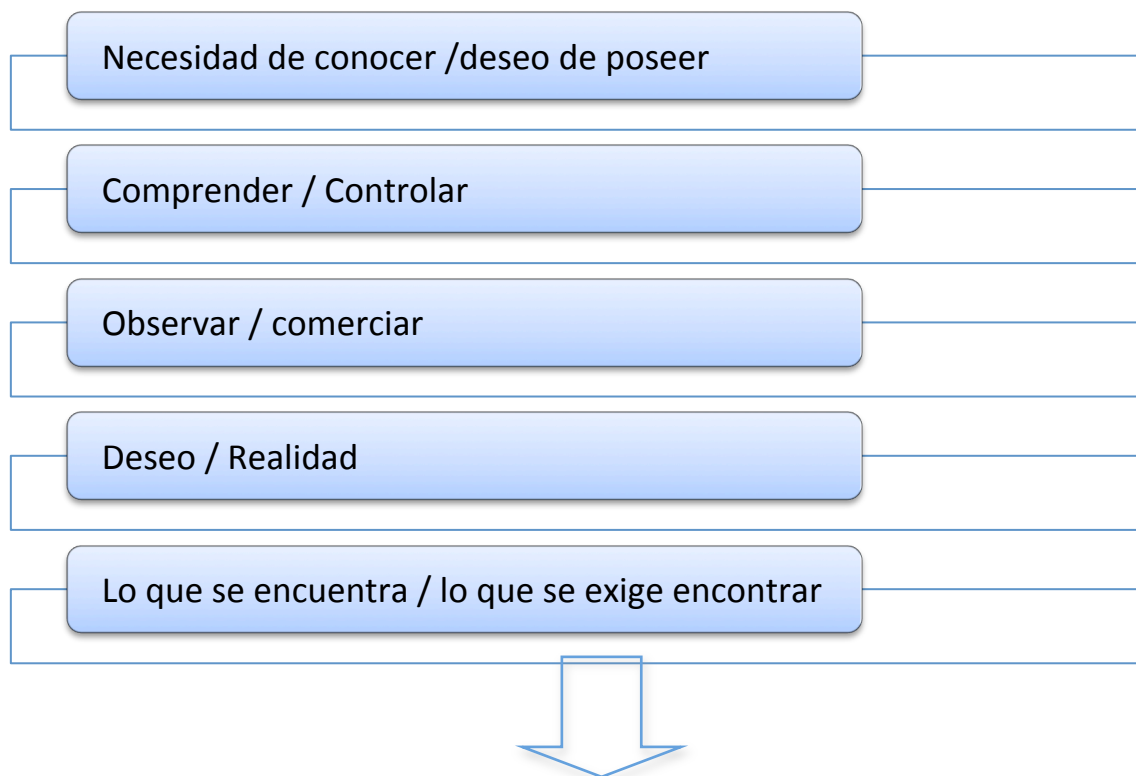 Necesidad de conocer /deseo de poseer
Comprender / Controlar
Observar / comerciar
Deseo / Realidad
Lo que se encuentra / lo que se exige encontrar